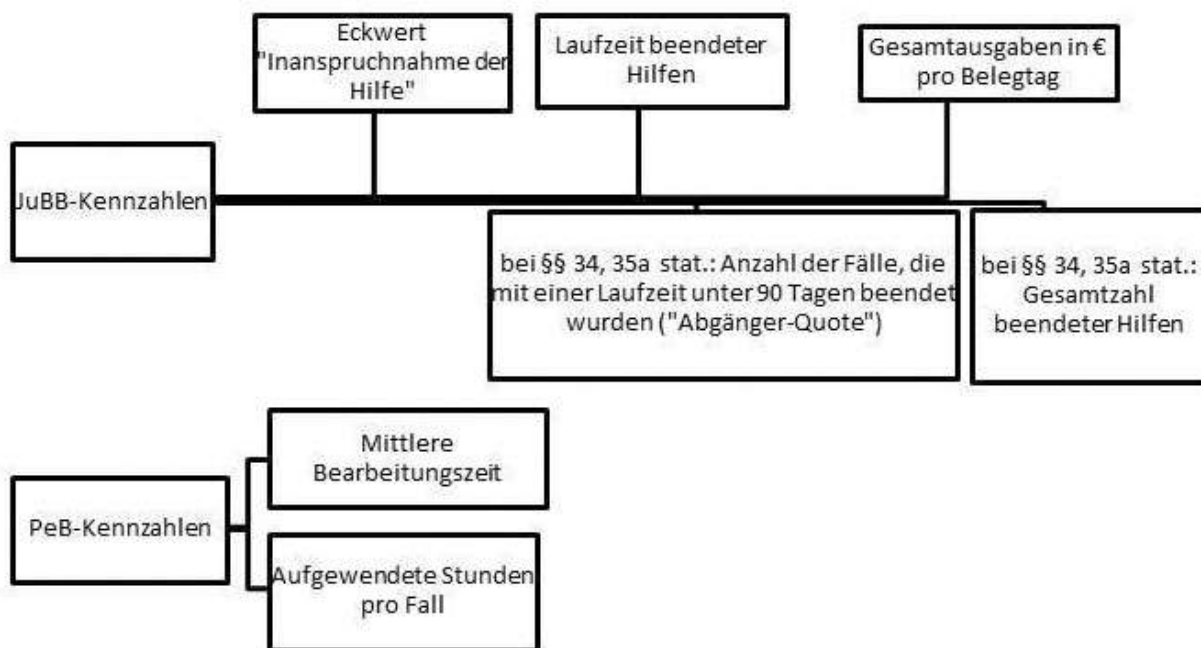 Eckwert
"Inanspruchnahme der
Hilfe"
Laufzeit beendeter
Hilfen
Gesamtausgaben in €
pro Belegtag
JuBB-Kennzahlen
bei §§ 34, 35a stat.: Anzahl der Fälle, die
mit einer Laufzeit unter 90 Tagen beendet
wurden ("Abgänger-Quote")
bei §§ 34, 35a stat.:
Gesamtzahl
beendeter Hilfen
Mittlere
Bearbeitungszeit
PeB-Kennzahlen
Aufgewendete Stunden
pro Fall